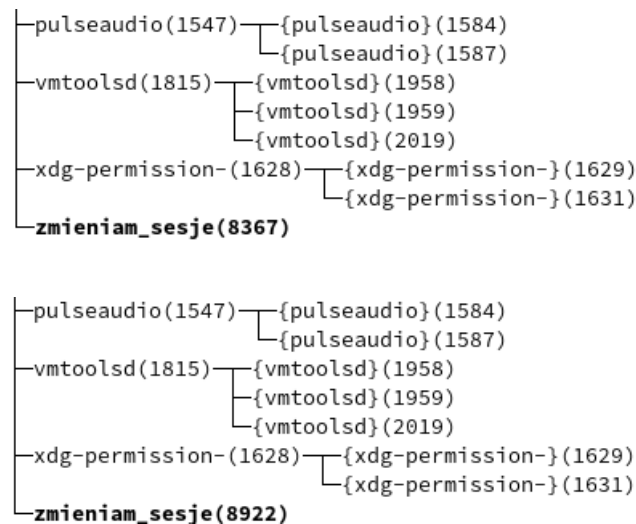 pulseaudio(1547)─┬─{pulseaudio}(1584)
                 └─{pulseaudio}(1587)
├─vmtoolsd(1815)─┬─{vmtoolsd}(1958)
                 ├─{vmtoolsd}(1959)
                 └─{vmtoolsd}(2019)
├─xdg-permission-(1628)─┬─{xdg-permission-}(1629)
                        └─{xdg-permission-}(1631)
└─zmieniam_sesje(8367)
├─pulseaudio(1547)─┬─{pulseaudio}(1584)
                   └─{pulseaudio}(1587)
├─vmtoolsd(1815)─┬─{vmtoolsd}(1958)
                 ├─{vmtoolsd}(1959)
                 └─{vmtoolsd}(2019)
├─xdg-permission-(1628)─┬─{xdg-permission-}(1629)
                        └─{xdg-permission-}(1631)
└─zmieniam_sesje(8922)